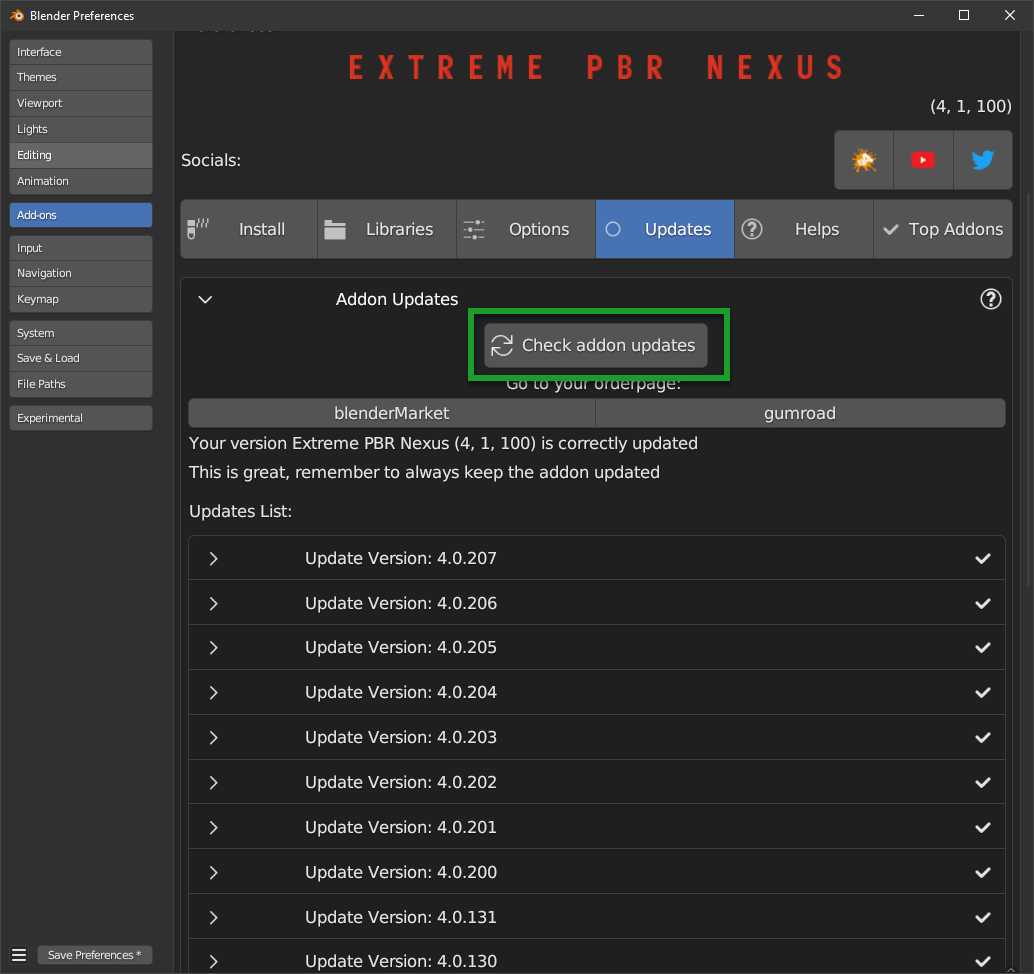 Blender Preferences
Interface
Themes
Viewport
Lights
Editing
Animation
Add-ons
Input
Navigation
Keymap
System
Save & Load
File Paths
Experimental
Save Preferences *
EXTREME PBR NEXUS
(4, 1, 100)
Socials:
Install Libraries Options Updates Helps Top Addons
Addon Updates
Check addon updates
Go to your orderpage:
blenderMarket gumroad
Your version Extreme PBR Nexus (4, 1, 100) is correctly updated
This is great, remember to always keep the addon updated
Updates List:
Update Version: 4.0.207
Update Version: 4.0.206
Update Version: 4.0.205
Update Version: 4.0.204
Update Version: 4.0.203
Update Version: 4.0.202
Update Version: 4.0.201
Update Version: 4.0.200
Update Version: 4.0.131
Update Version: 4.0.130